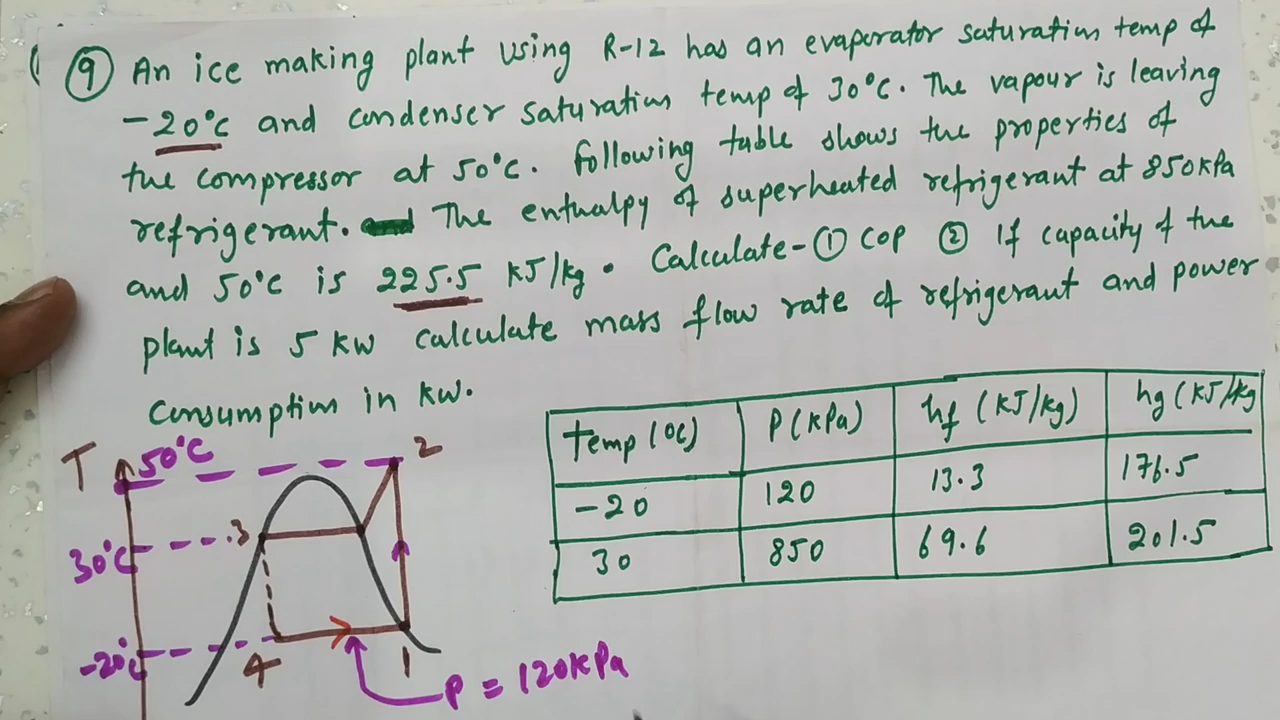 9 An ice making plant using R-12 has an evaporator saturation temp of
-20°C and condenser saturation temp of 30°C. The vapour is leaving
the compressor at 50°C. Following table shows the properties of
refrigerant. The enthalpy of superheated refrigerant at 850kPa
and 50°C is 225.5 KJ/kg. Calculate- ① COP ② If capacity of the
plant is 5 KW calculate mass flow rate of refrigerant and power
Consumption in kW.
Temp (°C) P(KPa) hf (KJ/kg) hg (KJ/kg
-20 120 13.3 176.5
30 850 69.6 201.5
T 50°C 2
30°C 3
-20°C 4 1
P = 120KPa